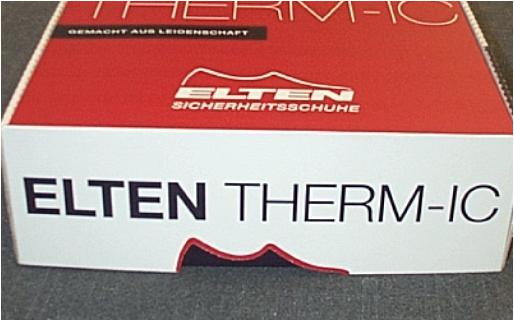 THERM-IC
GEMACHT AUS LEIDENSCHAFT
ELTEN
SICHERHEITSSCHUHE
ELTEN THERM-IC